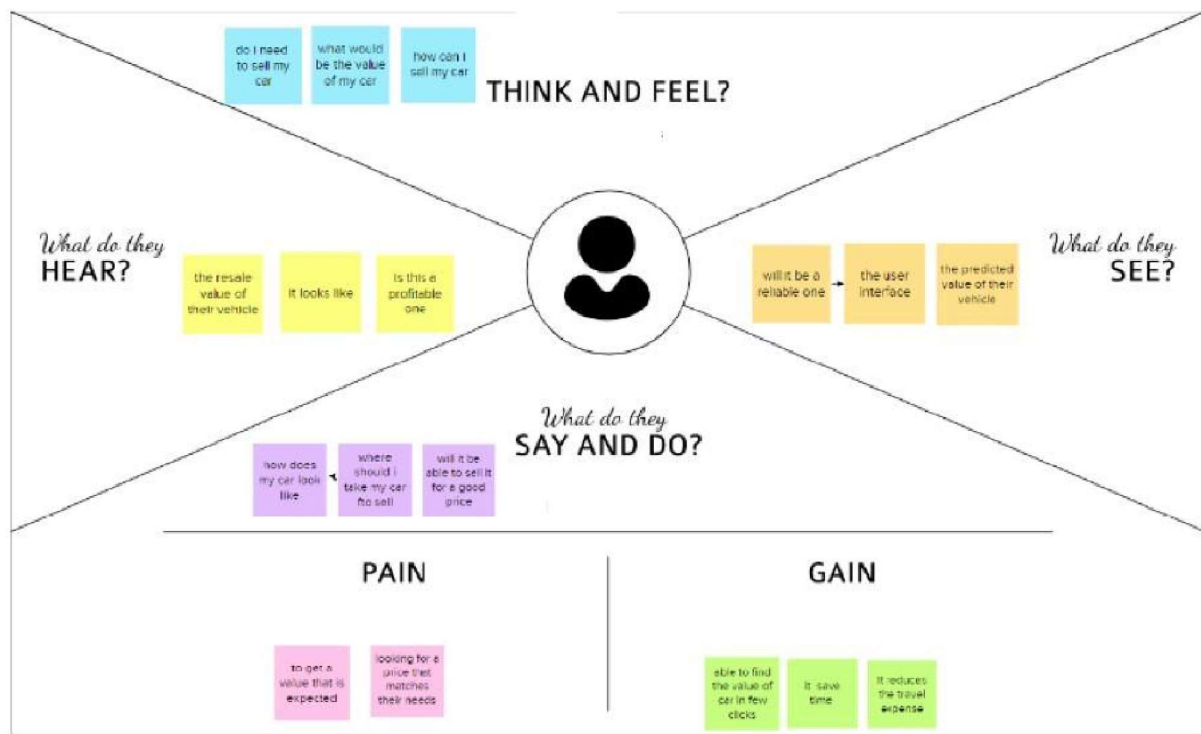 do i need
to sell my
car
what would
be the value
of my car
how can i
sell my car
THINK AND FEEL?
What do they
HEAR?
the resale
value of
their vehicle
it looks like
Is this a
profitable
one
will it be a
reliable one
the user
interface
the predicted
value of their
vehicle
What do they
SEE?
What do they
SAY AND DO?
how does
my car look
like
where
should i
take my car
fto sell
will it be
able to sell it
for a good
price
PAIN
GAIN
to get a
value that is
expected
looking for a
price that
matches
their needs
able to find
the value of
car in few
clicks
it save
time
It reduces
the travel
expense